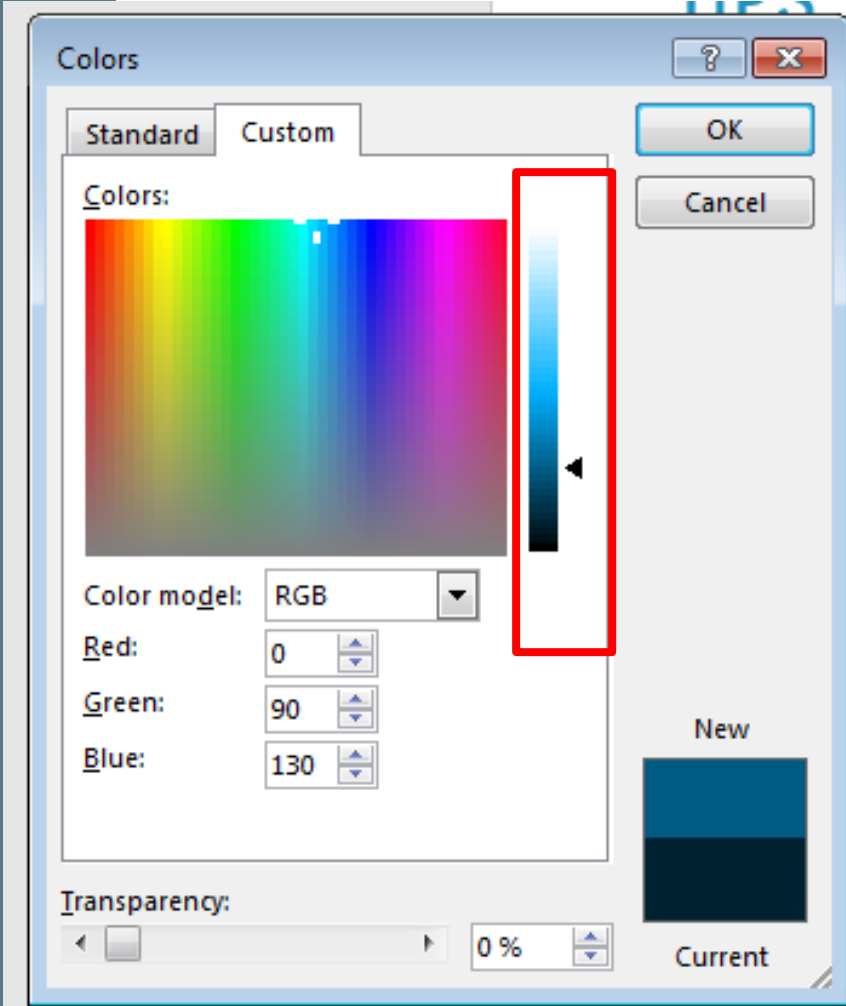 Colors
?
Standard Custom
OK
Colors:
Cancel
Color model: RGB
Red: 0
Green: 90
Blue: 130
New
Transparency:
0 %
Current